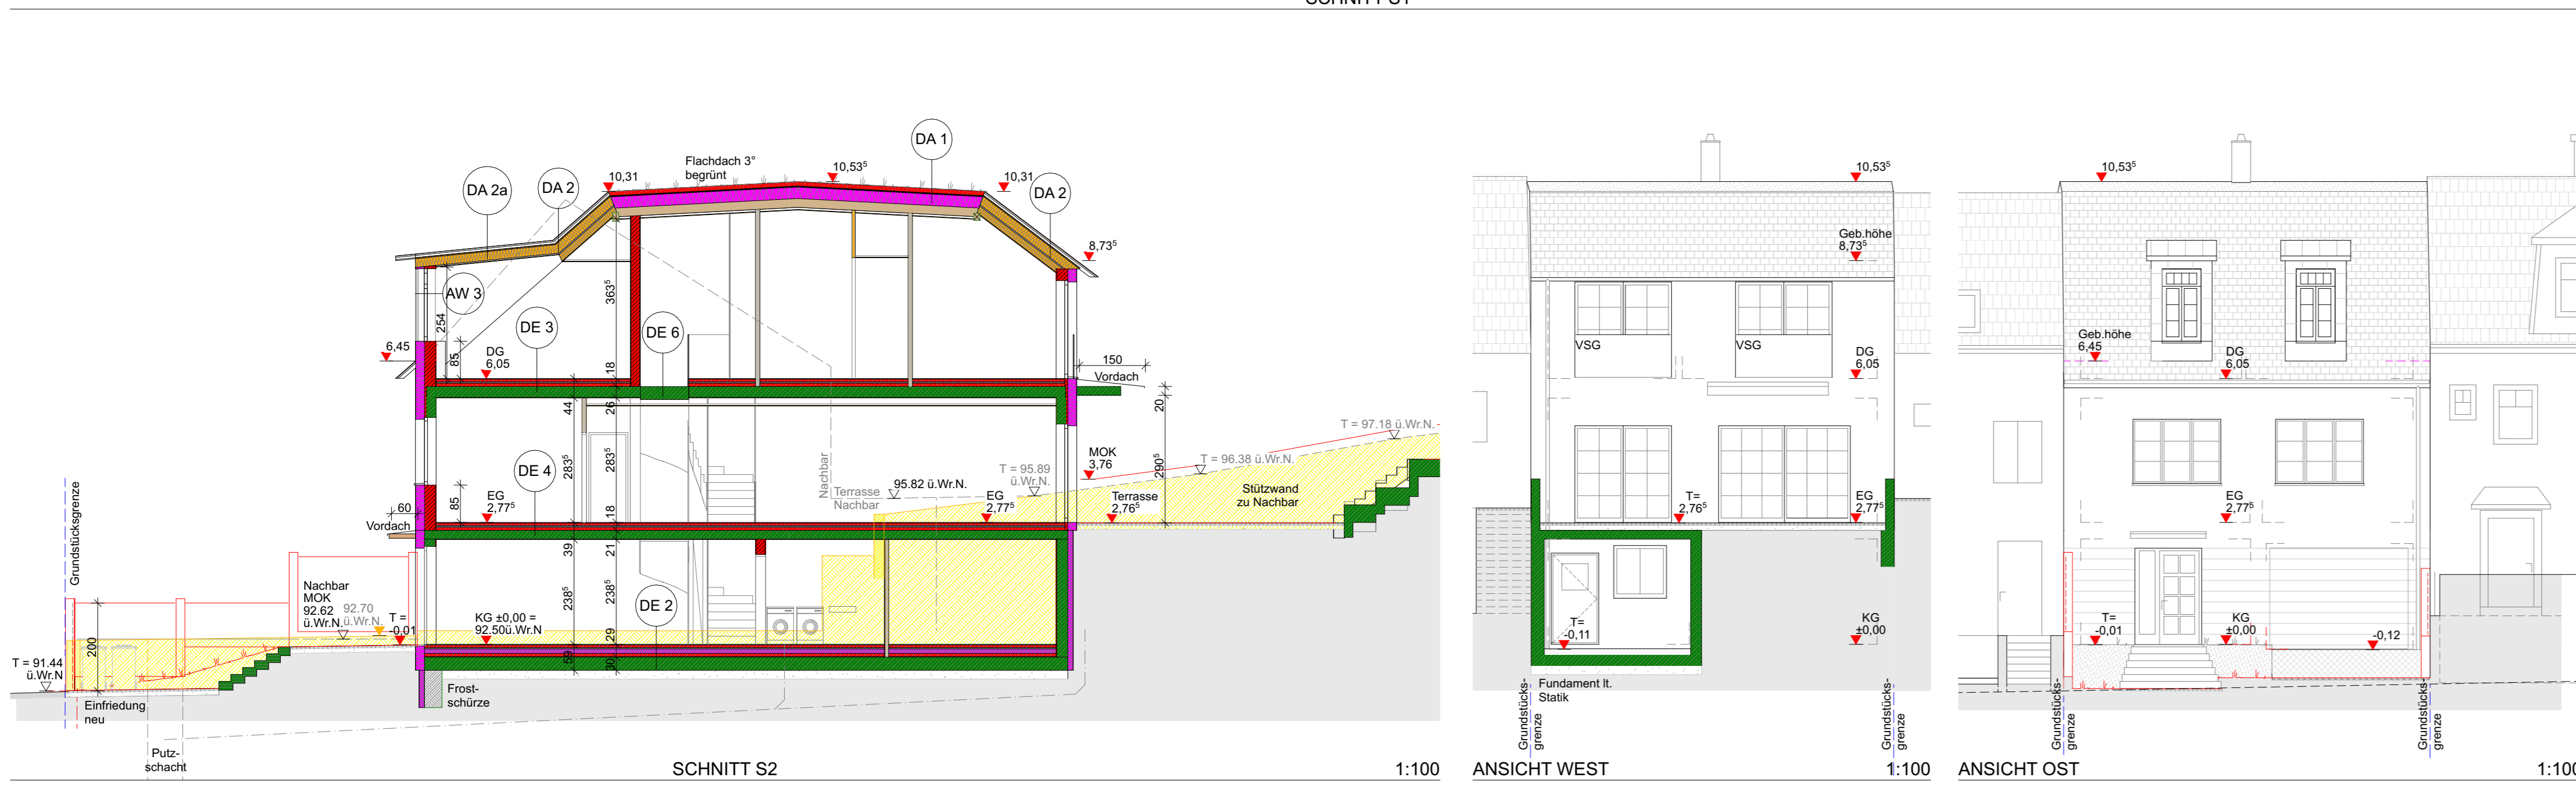 DA 1
Flachdach 3°
begrünt
10,53⁵
10,31
10,31
DA 2a
DA 2
DA 2
8,73⁵
AW 3
254
363⁵
DE 3
DE 6
6,45
85
DG
6,05
18
150
Vordach
44
26
20
T = 97.18 ü.Wr.N.
MOK
3,76
T = 96.38 ü.Wr.N.
290⁵
283⁵
283⁵
DE 4
Nachbar
T = 95.89
ü.Wr.N.
Terrasse
Nachbar
95.82 ü.Wr.N.
Stützwand
zu Nachbar
85
EG
2,77⁵
18
EG
2,77⁵
Terrasse
2,76⁵
60
Vordach
39
21
Grundstücksgrenze
Nachbar
MOK
92.62
ü.Wr.N.
92.70
ü.Wr.N.
T =
-0,01
238⁵
238⁵
DE 2
KG ±0,00 =
92.50ü.Wr.N
29
200
59
30
T = 91.44
ü.Wr.N
Einfriedung
neu
Frost-
schürze
Putz-
schacht
SCHNITT S2
1:100
10,53⁵
Geb.höhe
8,73⁵
VSG
VSG
DG
6,05
T=
2,76⁵
EG
2,77⁵
T=
-0,11
KG
±0,00
Fundament lt.
Statik
Grundstücks-
grenze
Grundstücks-
grenze
ANSICHT WEST
1:100
10,53⁵
Geb.höhe
6,45
DG
6,05
EG
2,77⁵
T=
-0,01
KG
±0,00
-0,12
Grundstücks-
grenze
Grundstücks-
grenze
ANSICHT OST